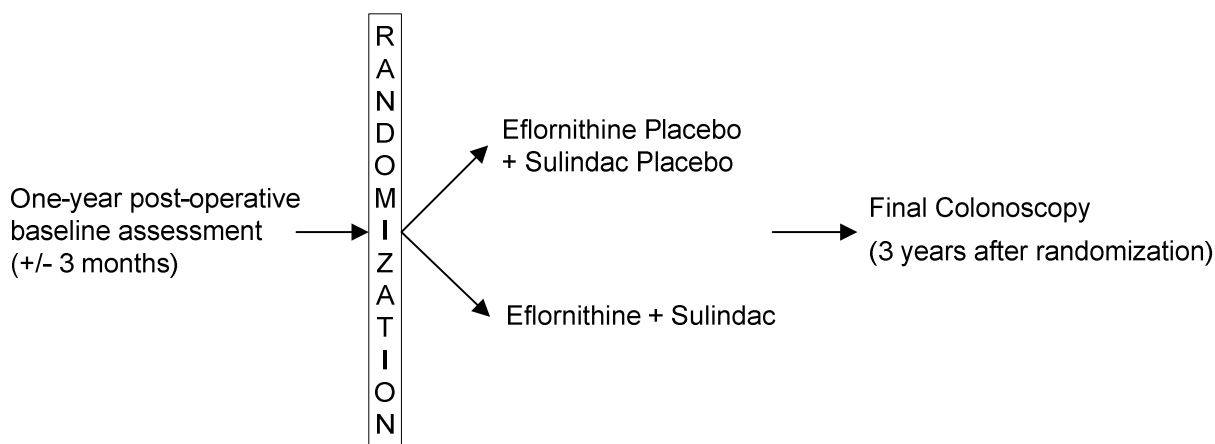 One-year post-operative
baseline assessment
(+/- 3 months)
RANDOMIZATION
Eflornithine Placebo
+ Sulindac Placebo
Eflornithine + Sulindac
Final Colonoscopy
(3 years after randomization)